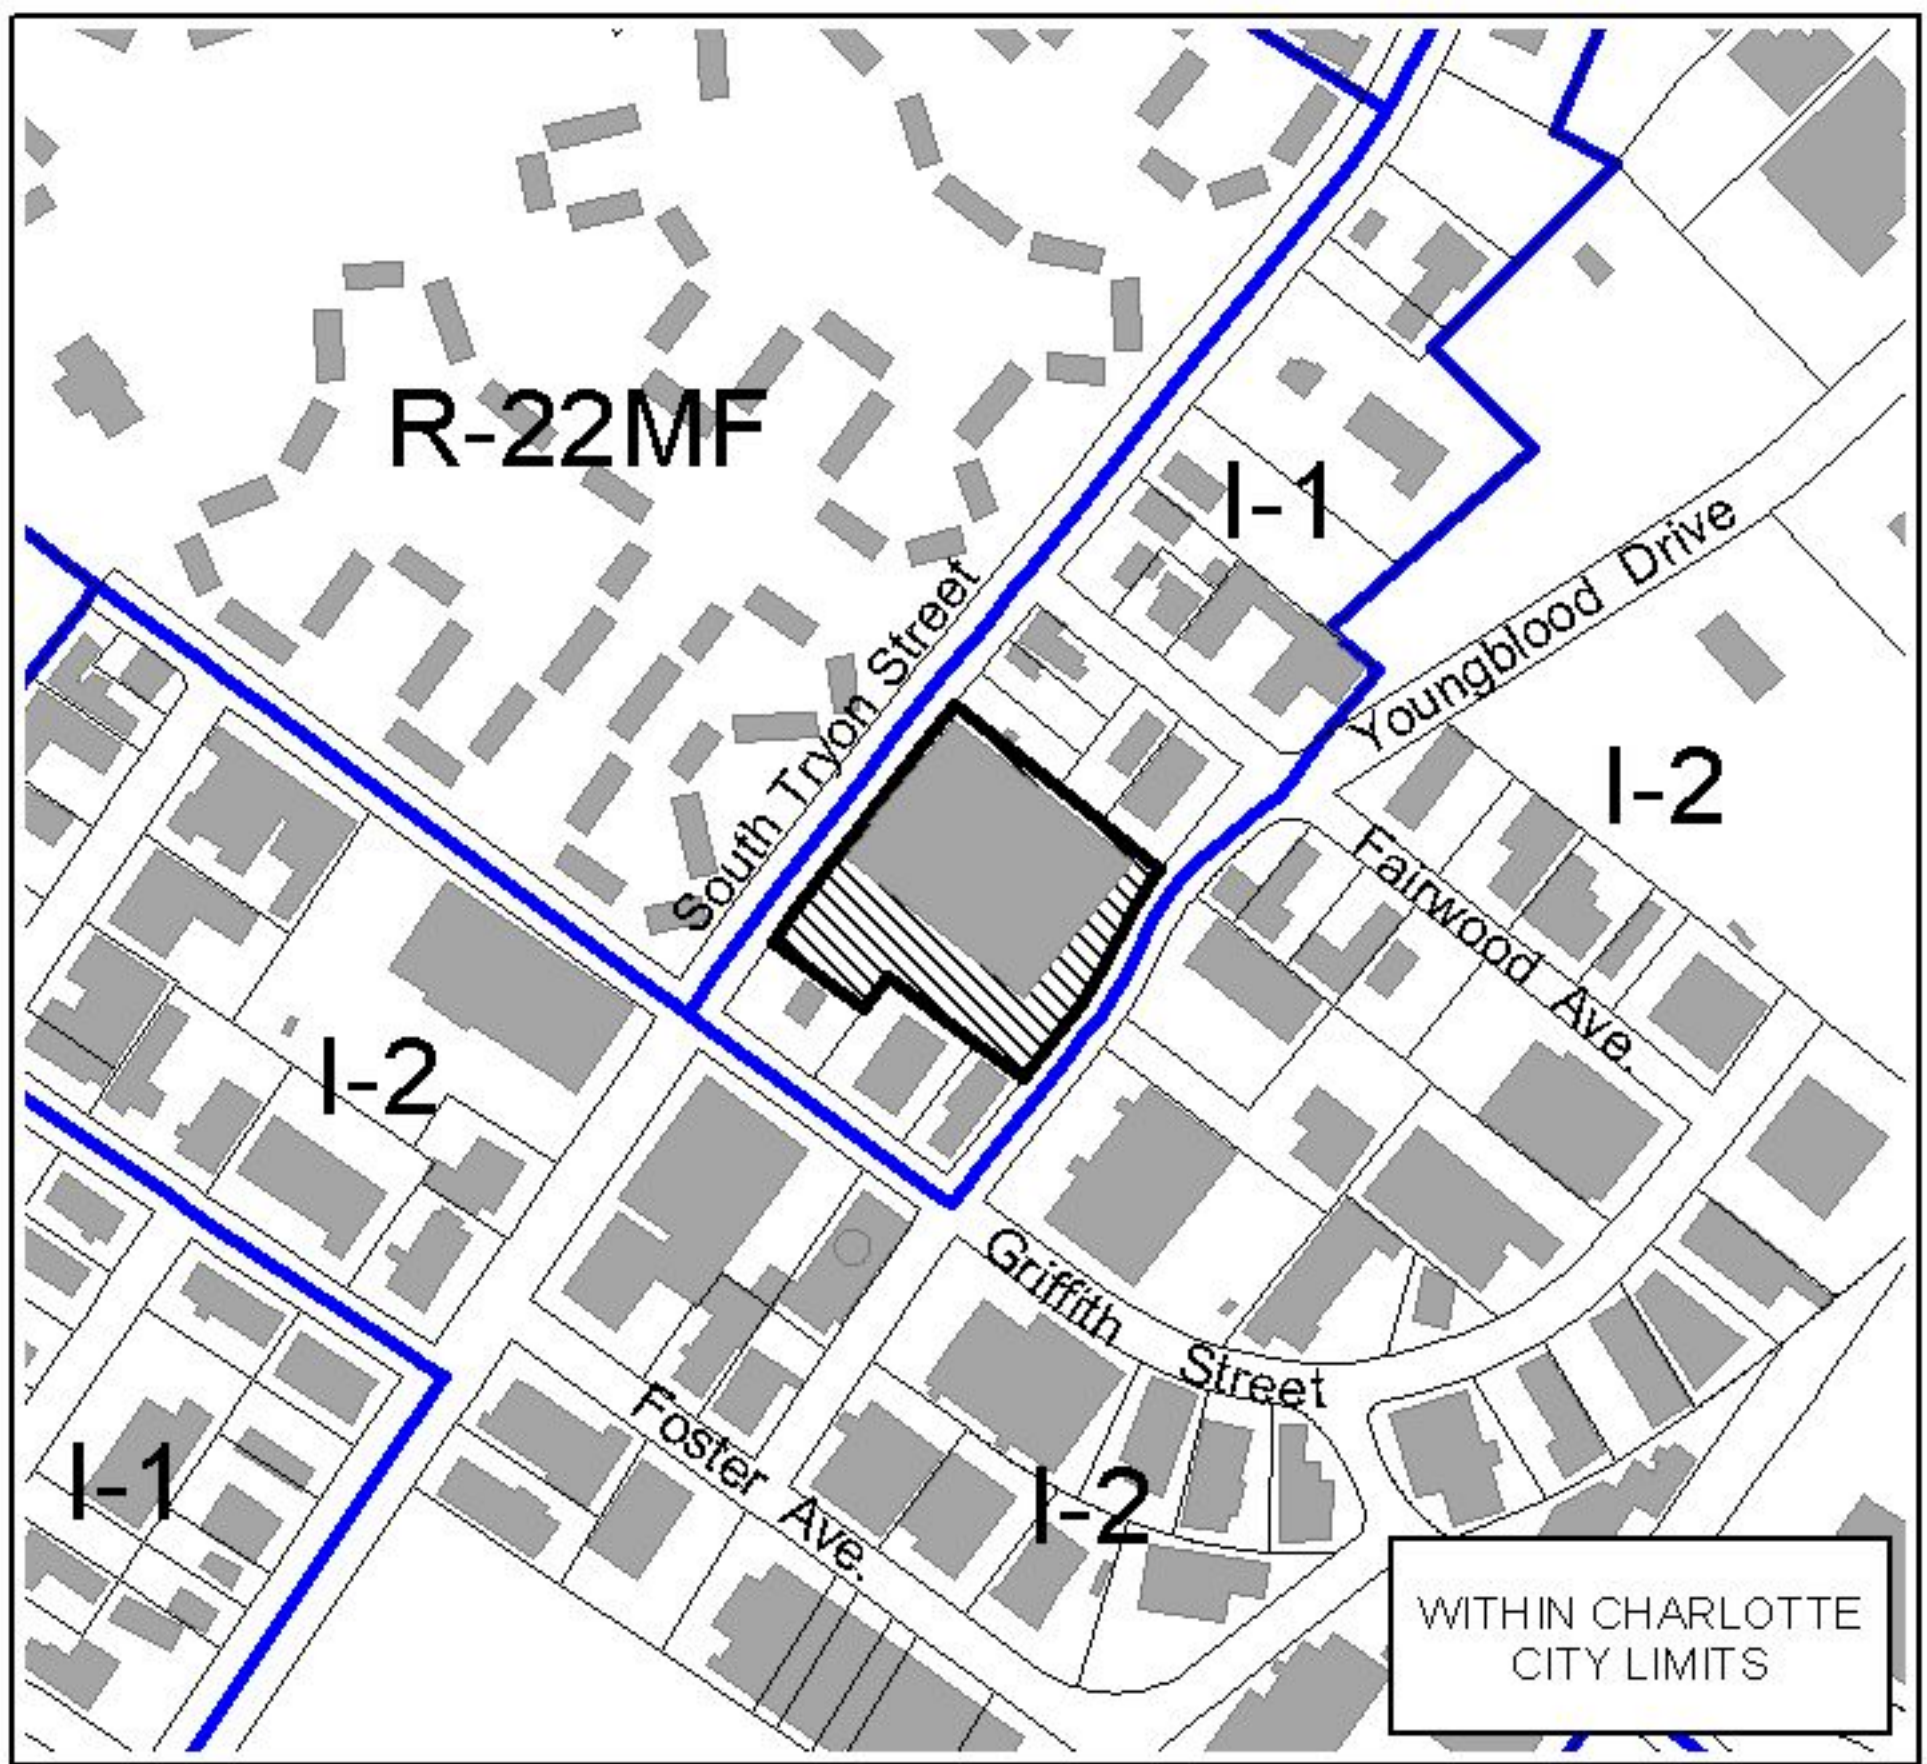 R-22MF
I-1
Youngblood Drive
South Tryon Street
I-2
Fairwood Ave.
I-2
Griffith Street
Foster Ave.
I-1
I-2
WITHIN CHARLOTTE
CITY LIMITS